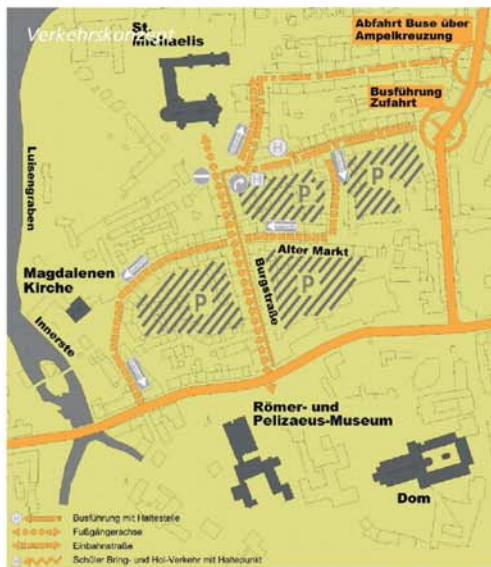 Verkehrskonzept
St.
Michaelis
Abfahrt Buse über
Ampelkreuzung
Busführung
Zufahrt
H
H
P
P
Luisengraben
Alter Markt
Burgstraße
P
P
Magdalenen
Kirche
Innerste
Römer- und
Pelizaeus-Museum
Dom
H
Busführung mit Haltestelle
Fußgängerachse
Einbahnstraße
Schüler Bring- und Hol-Verkehr mit Haltepunkt